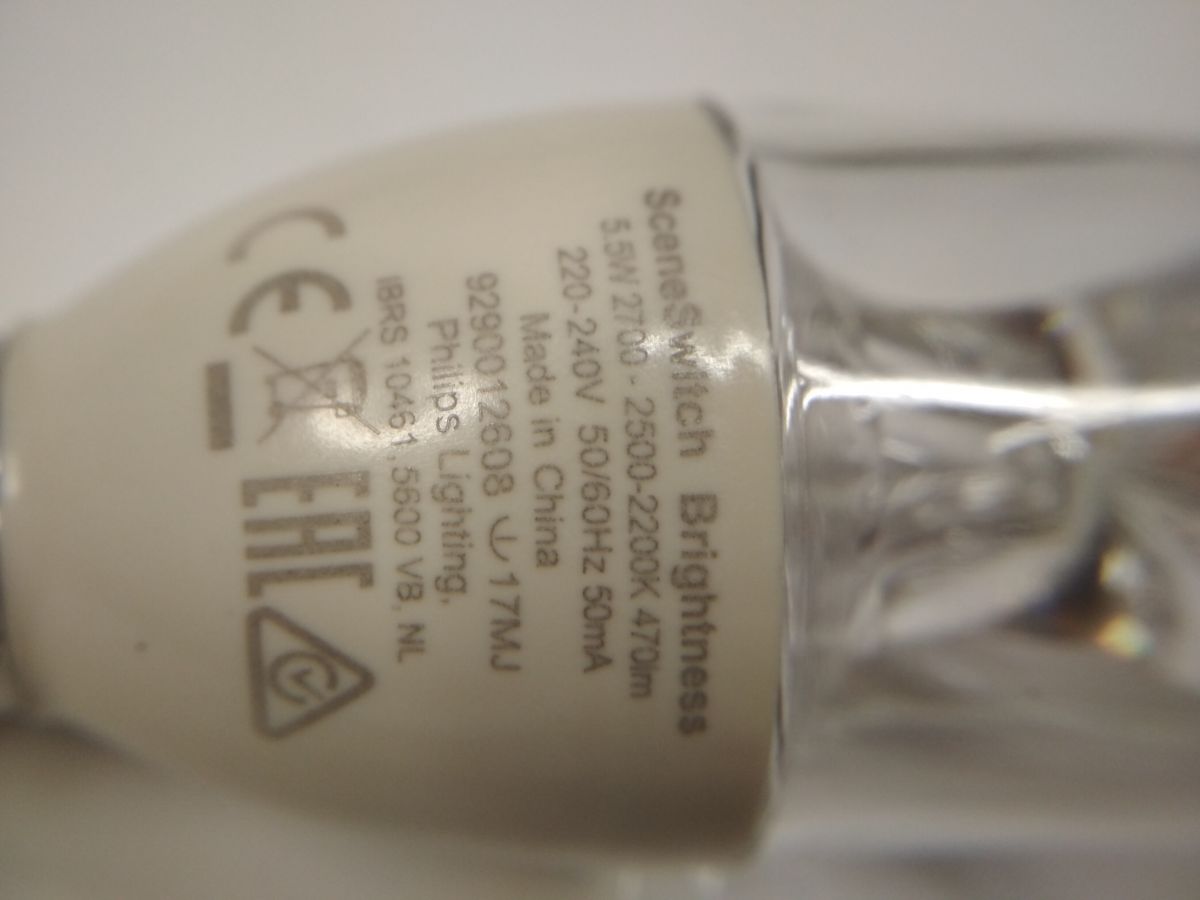 SceneSwitch Brightness
5.5W 2700 - 2500-2200K 470lm
220-240V 50/60Hz 50mA
Made in China
9290012608 17MJ
Philips Lighting,
IBRS 10461,5600 VB, NL
CE EAC